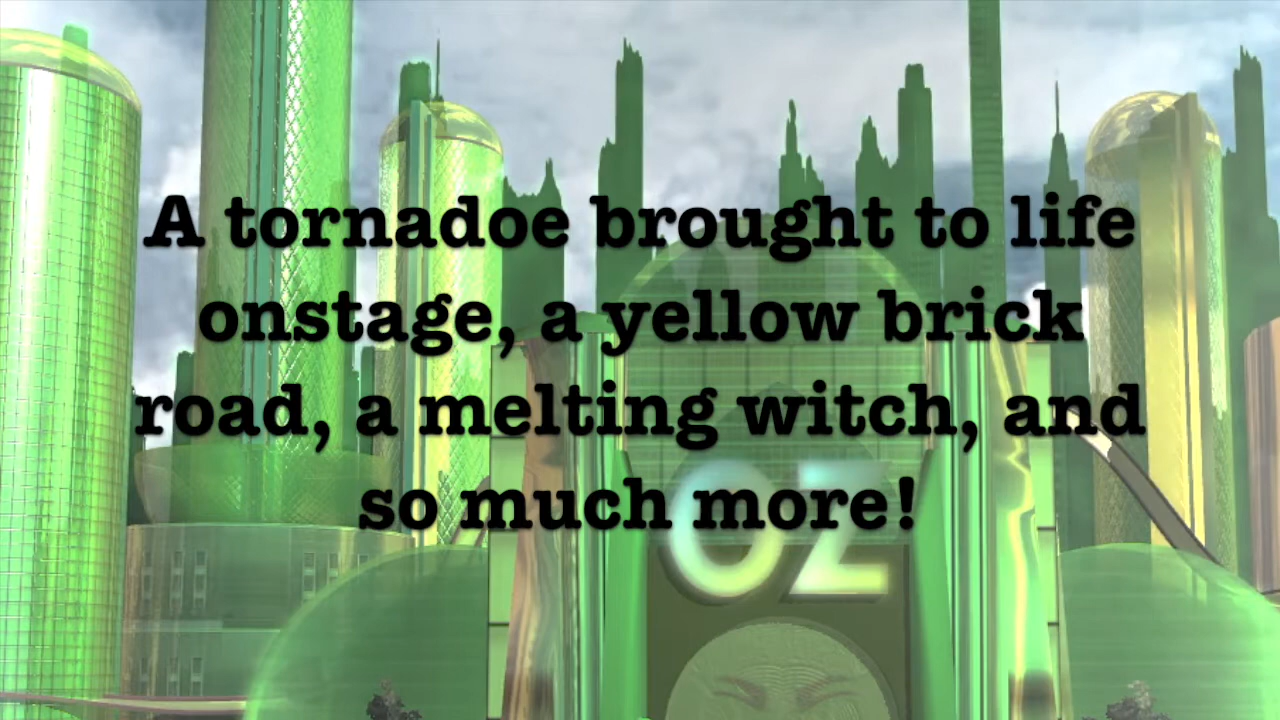 A tornadoe brought to life
onstage, a yellow brick
road, a melting witch, and
so much more!
OZ